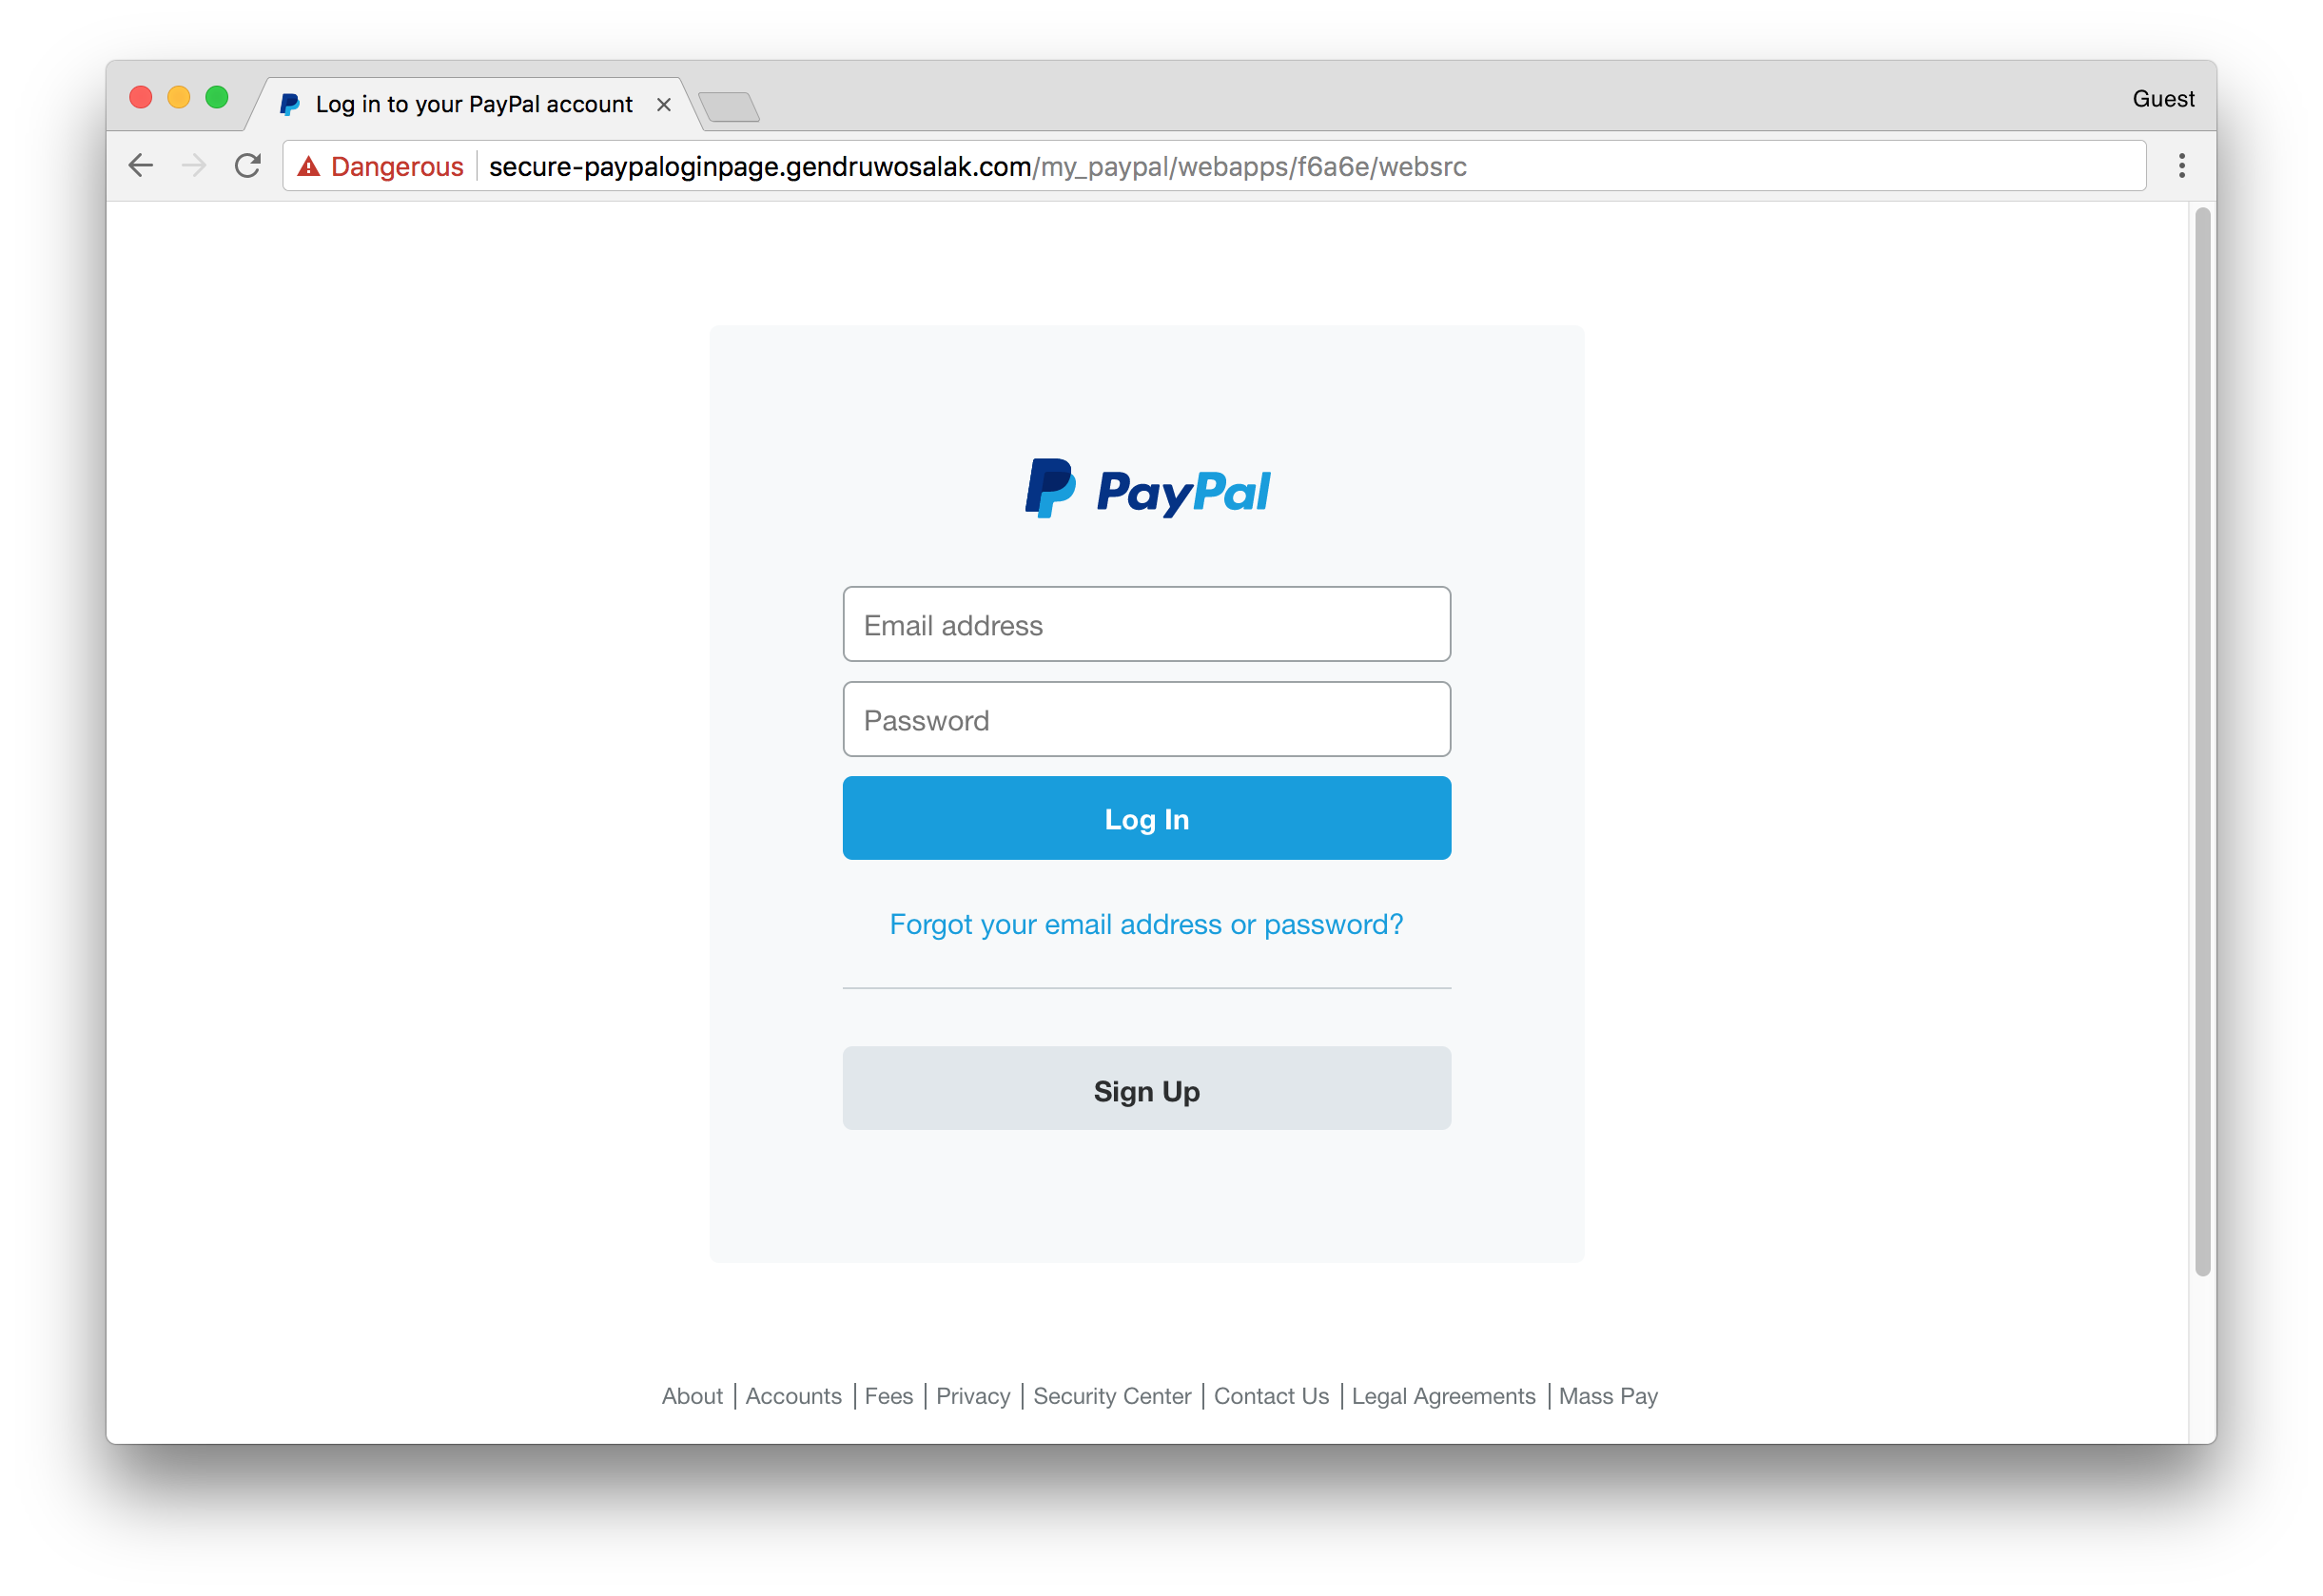 Log in to your PayPal account
Guest
Dangerous secure-paypaloginpage.gendruwosalak.com/my_paypal/webapps/f6a6e/websrc
PayPal
Email address
Password
Log In
Forgot your email address or password?
Sign Up
About | Accounts | Fees | Privacy | Security Center | Contact Us | Legal Agreements | Mass Pay